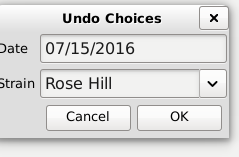 Undo Choices
Date 07/15/2016
Strain Rose Hill
Cancel OK